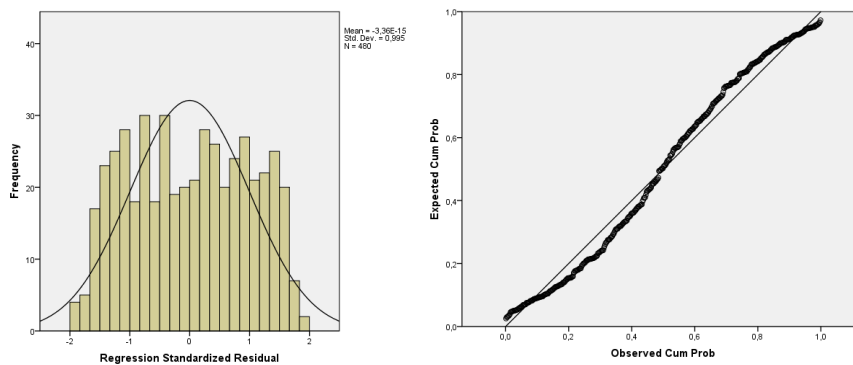 Mean = -3,36E-15
Std. Dev. = 0,995
N = 480
40
30
20
10
0
Frequency
-2 -1 0 1 2
Regression Standardized Residual
1,0
0,8
0,6
0,4
0,2
0,0
Expected Cum Prob
0,0 0,2 0,4 0,6 0,8 1,0
Observed Cum Prob